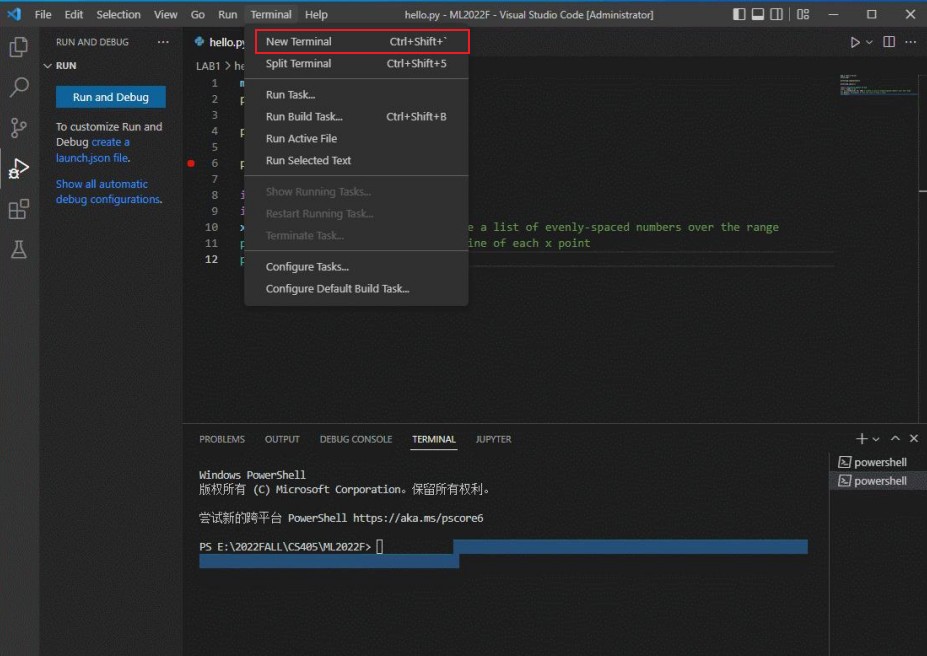 File Edit Selection View Go Run Terminal Help hello.py - ML2022F - Visual Studio Code [Administrator]
RUN AND DEBUG
RUN
Run and Debug
To customize Run and
Debug create a
launch.json file.
Show all automatic
debug configurations.
hello.py
LAB1 >
New Terminal Ctrl+Shift+`
Split Terminal Ctrl+Shift+5
Run Task...
Run Build Task... Ctrl+Shift+B
Run Active File
Run Selected Text
Show Running Tasks...
Restart Running Task...
Terminate Task...
Configure Tasks...
Configure Default Build Task...
1
2 p
3
4 p
5
6 p
7
8 i
9 i
10 x e a list of evenly-spaced numbers over the range
11 p ine of each x point
12 p
PROBLEMS OUTPUT DEBUG CONSOLE TERMINAL JUPYTER
Windows PowerShell
版权所有 (C) Microsoft Corporation。保留所有权利。
尝试新的跨平台 PowerShell https://aka.ms/pscore6
PS E:\2022FALL\CS405\ML2022F>
powershell
powershell